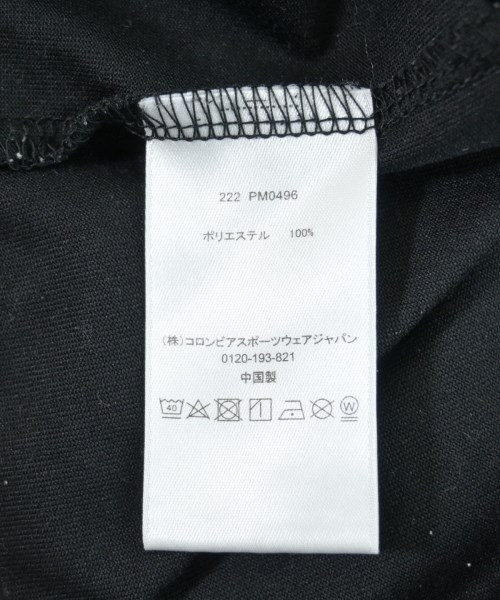 222 PM0496
ポリエステル 100%
(株)コロンビアスポーツウェアジャパン
0120-193-821
中国製
40 W